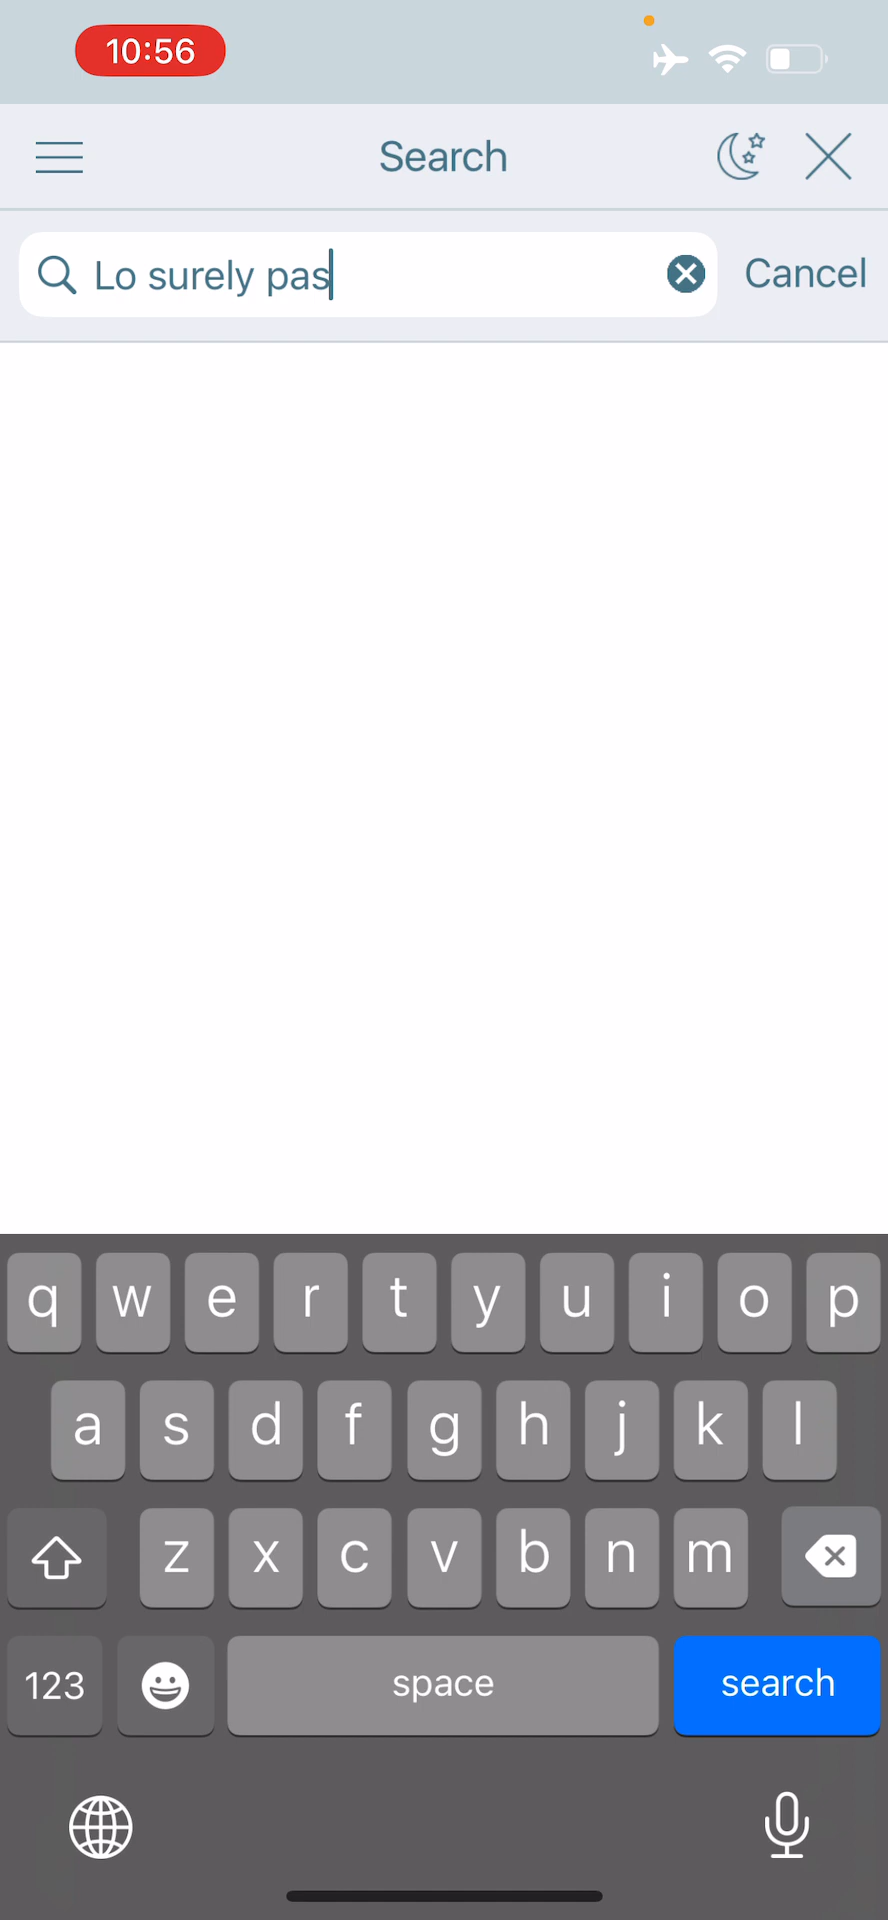 10:56
Search
Lo surely pas
Cancel
q w e r t y u i o p
a s d f g h j k l
z x c v b n m
123 space search